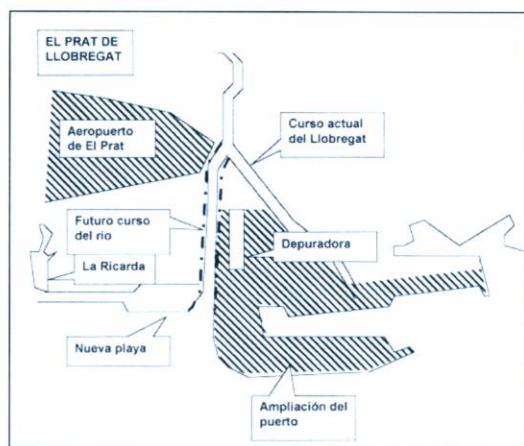 EL PRAT DE
LLOBREGAT
Aeropuerto
de El Prat
Curso actual
del Llobregat
Futuro curso
del rio
Depuradora
La Ricarda
Nueva playa
Ampliación del
puerto